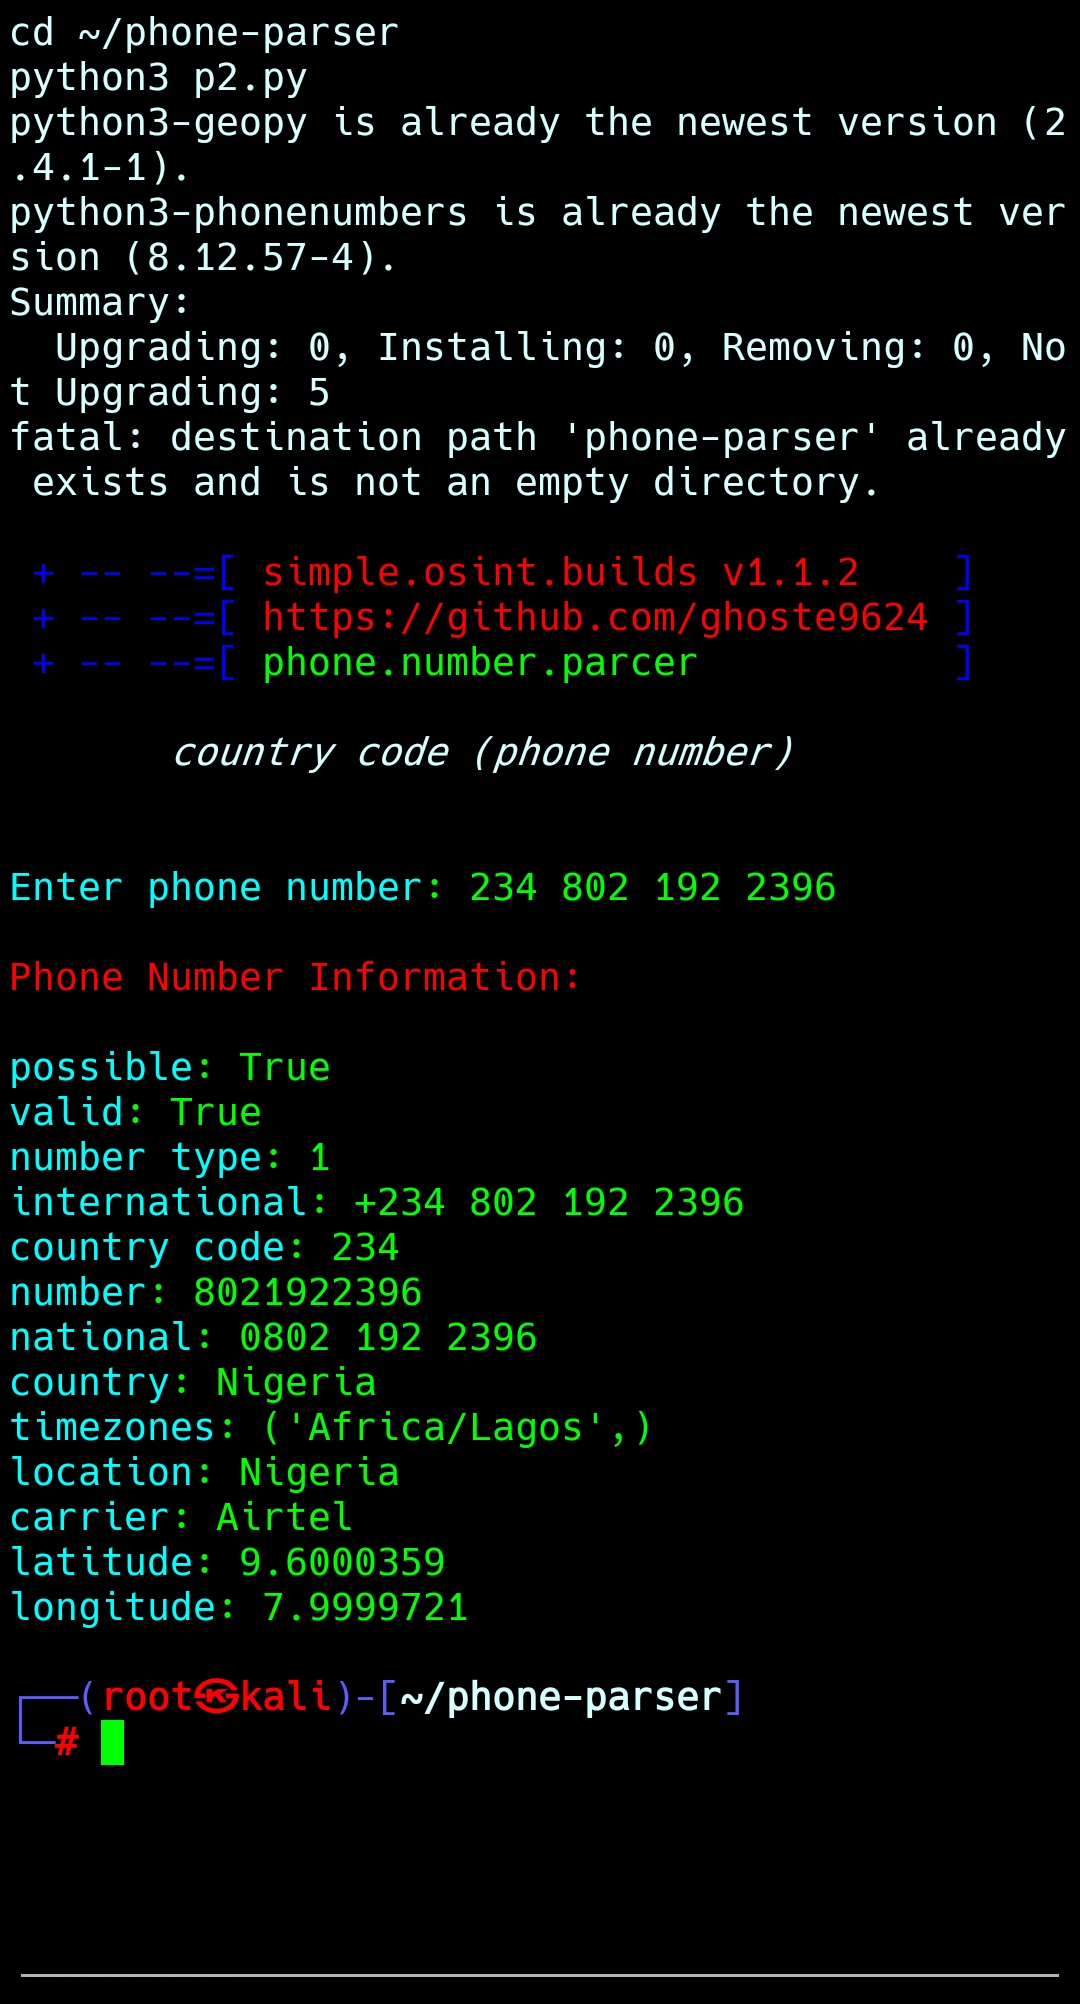 cd ~/phone-parser
python3 p2.py
python3-geopy is already the newest version (2
.4.1-1).
python3-phonenumbers is already the newest ver
sion (8.12.57-4).
Summary:
  Upgrading: 0, Installing: 0, Removing: 0, No
t Upgrading: 5
fatal: destination path 'phone-parser' already
 exists and is not an empty directory.
+ -- --=[ simple.osint.builds v1.1.2    ]
+ -- --=[ https://github.com/ghoste9624 ]
+ -- --=[ phone.number.parcer           ]
country code (phone number)
Enter phone number: 234 802 192 2396
Phone Number Information:
possible: True
valid: True
number type: 1
international: +234 802 192 2396
country code: 234
number: 8021922396
national: 0802 192 2396
country: Nigeria
timezones: ('Africa/Lagos',)
location: Nigeria
carrier: Airtel
latitude: 9.6000359
longitude: 7.9999721
┌──(root㉿kali)-[~/phone-parser]
└─#